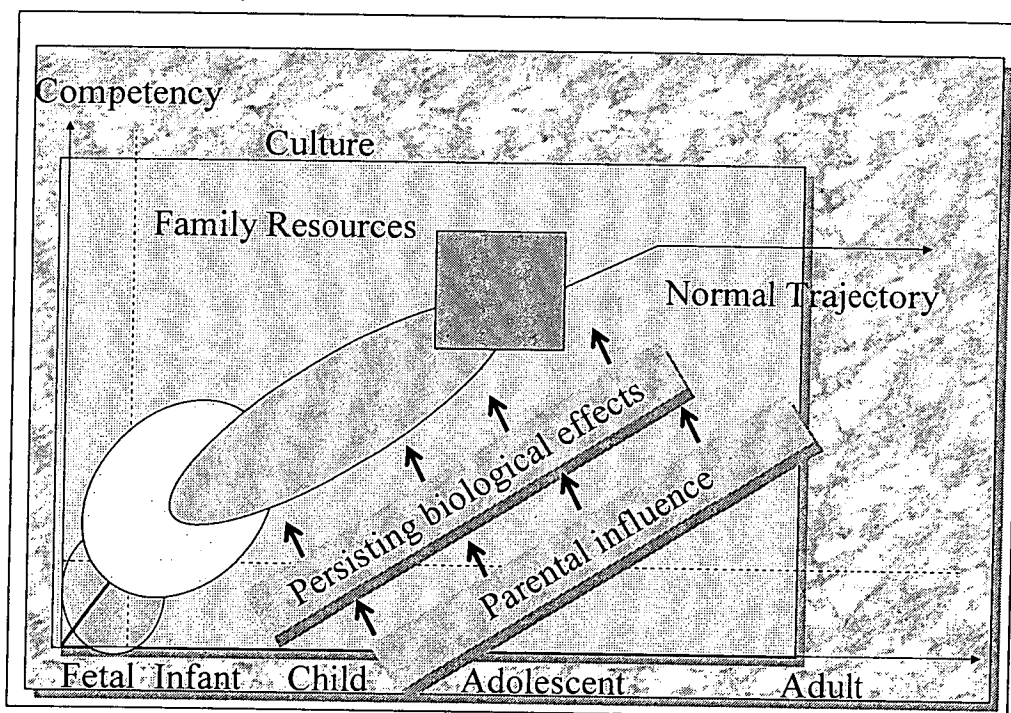 Competency
Culture
Family Resources
Normal Trajectory
Persisting biological effects
Parental influence
Fetal Infant Child Adolescent Adult